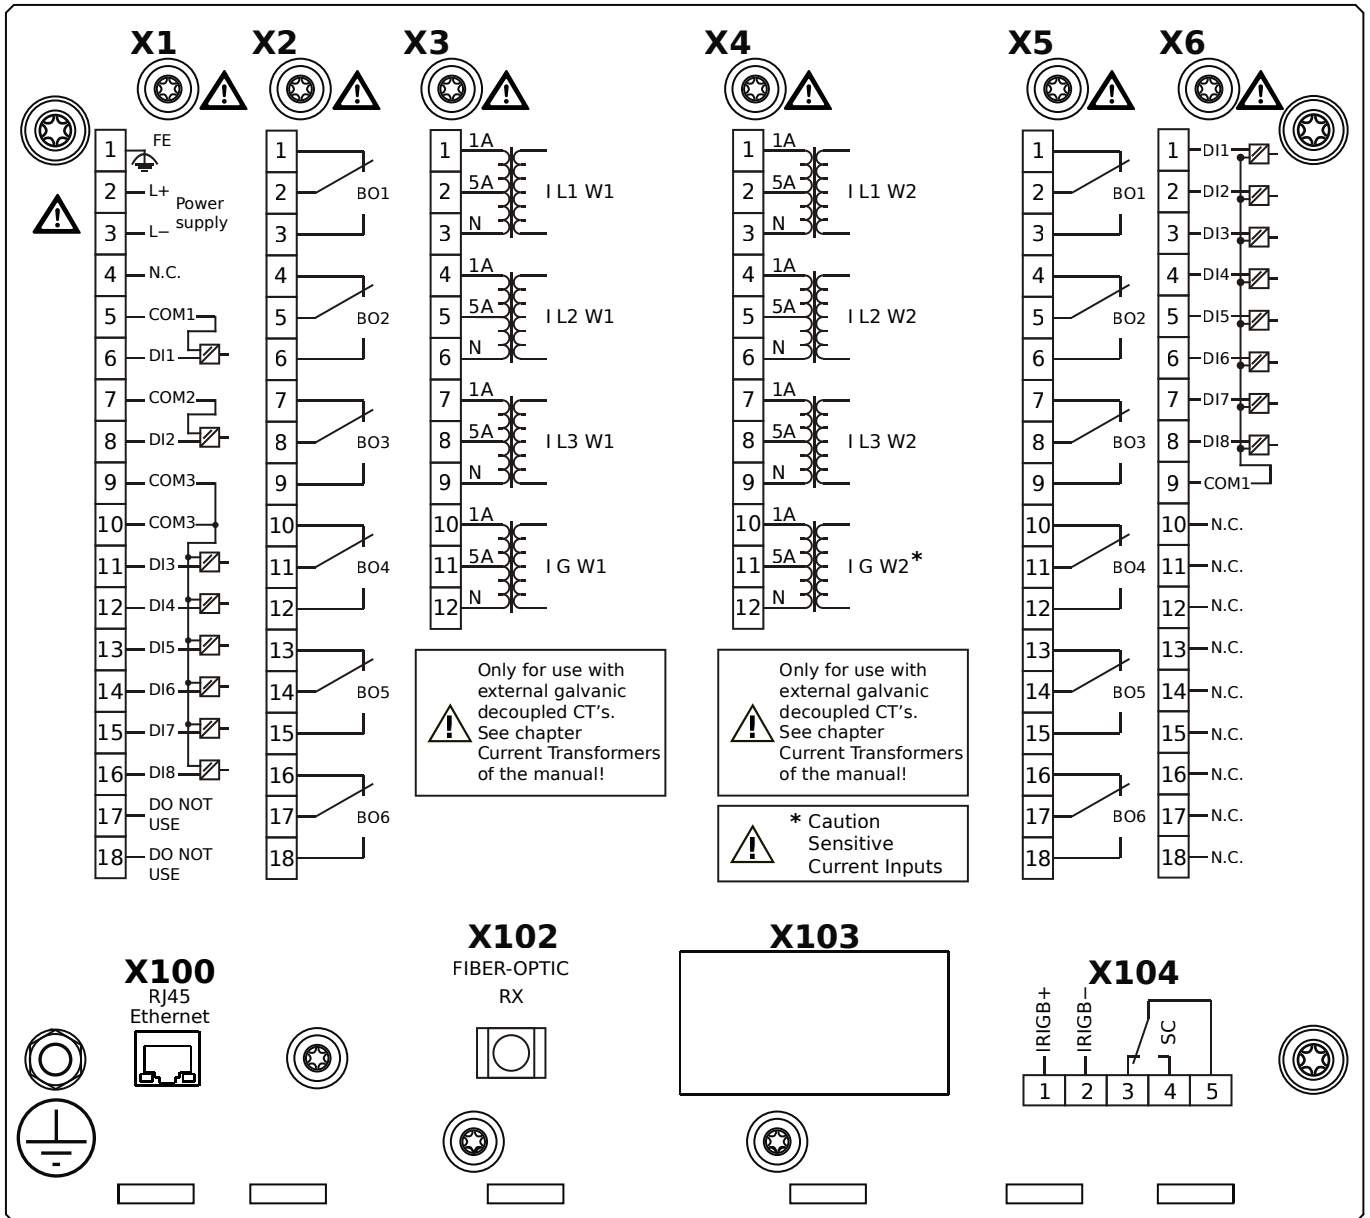 X1
X2
X3
X4
X5
X6
1
FE
2
L+
Power
supply
3
L−
4
N.C.
5
COM1
6
DI1
7
COM2
8
DI2
9
COM3
10
COM3
11
DI3
12
DI4
13
DI5
14
DI6
15
DI7
16
DI8
17
DO NOT
USE
18
DO NOT
USE
1
2
BO1
3
4
5
BO2
6
7
8
BO3
9
10
11
BO4
12
13
14
BO5
15
16
17
BO6
18
1
1A
2
5A
I L1 W1
3
N
4
1A
5
5A
I L2 W1
6
N
7
1A
8
5A
I L3 W1
9
N
10
1A
11
5A
I G W1
12
N
Only for use with
external galvanic
decoupled CT's.
See chapter
Current Transformers
of the manual!
1
1A
2
5A
I L1 W2
3
N
4
1A
5
5A
I L2 W2
6
N
7
1A
8
5A
I L3 W2
9
N
10
1A
11
5A
I G W2*
12
N
Only for use with
external galvanic
decoupled CT's.
See chapter
Current Transformers
of the manual!
* Caution
Sensitive
Current Inputs
1
2
BO1
3
4
5
BO2
6
7
8
BO3
9
10
11
BO4
12
13
14
BO5
15
16
17
BO6
18
1
DI1
2
DI2
3
DI3
4
DI4
5
DI5
6
DI6
7
DI7
8
DI8
9
COM1
10
N.C.
11
N.C.
12
N.C.
13
N.C.
14
N.C.
15
N.C.
16
N.C.
17
N.C.
18
N.C.
X100
RJ45
Ethernet
X102
FIBER-OPTIC
RX
X103
X104
IRIGB+
IRIGB−
SC
1
2
3
4
5